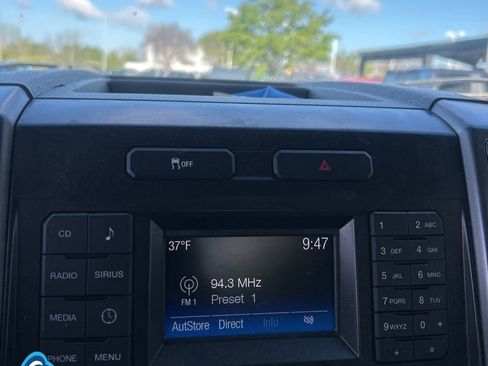 OFF
CD
RADIO SIRIUS
MEDIA
PHONE MENU
37°F 9:47
94.3 MHz
FM 1 Preset 1
AutoStore Direct Info
1 2 ABC
3 DEF 4 GHI
5 JKL 6 MNO
7 PQRS 8 TUV
9 WXYZ 0 +
* #